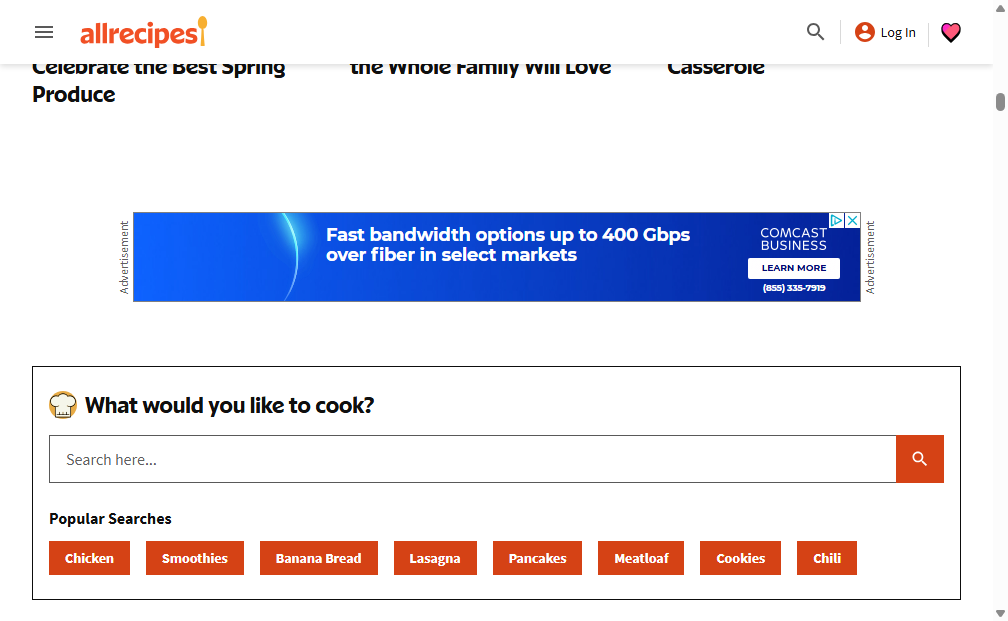 allrecipes
Log In
Celebrate the Best Spring
Produce
the Whole Family Will Love
Casserole
Advertisement
Fast bandwidth options up to 400 Gbps
over fiber in select markets
COMCAST
BUSINESS
LEARN MORE
(855) 335-7919
Advertisement
What would you like to cook?
Search here...
Popular Searches
Chicken
Smoothies
Banana Bread
Lasagna
Pancakes
Meatloaf
Cookies
Chili